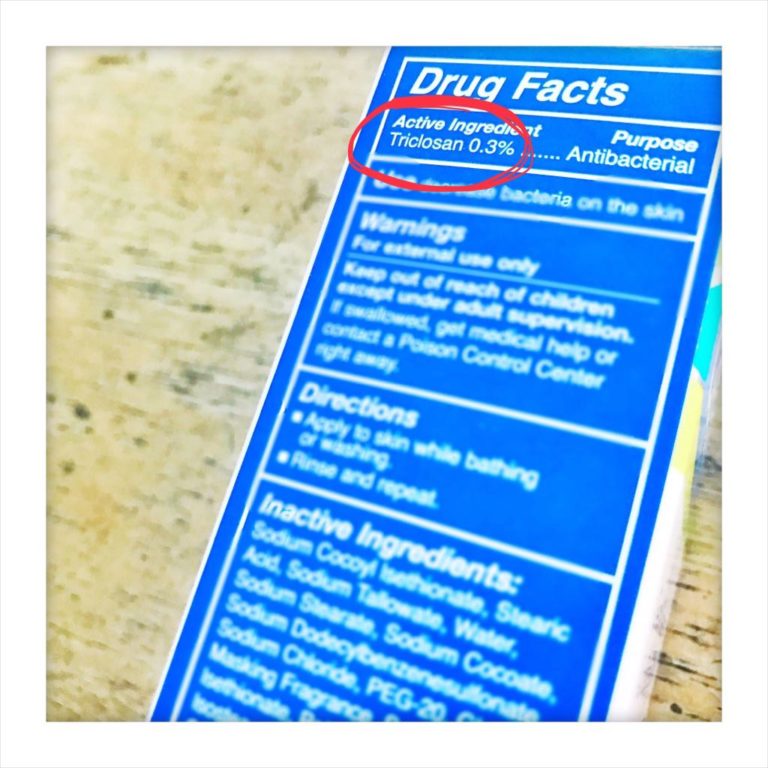 Drug Facts
Active Ingredient Purpose
Triclosan 0.3% ....... Antibacterial
Use decrease bacteria on the skin
Warnings
For external use only
Keep out of reach of children
except under adult supervision.
If swallowed, get medical help or
contact a Poison Control Center
right away.
Directions
■ Apply to skin while bathing
or washing.
■ Rinse and repeat.
Inactive Ingredients:
Sodium Cocoyl Isethionate, Stearic
Acid, Sodium Tallowate, Water,
Sodium Stearate, Sodium Cocoate,
Sodium Dodecylbenzenesulfonate
Sodium Chloride, PEG-20,
Masking Fragrance,
Isethionate,